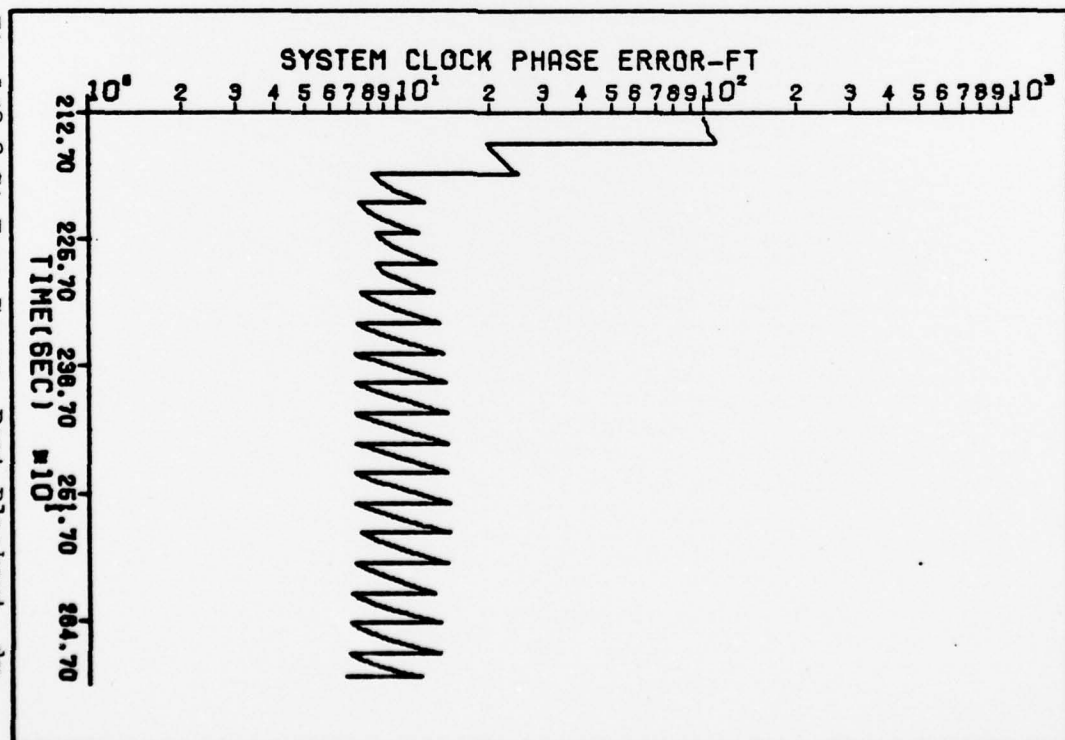 SYSTEM CLOCK PHASE ERROR-FT
10⁰ 2 3 4 5 6 7 8 9 10¹ 2 3 4 5 6 7 8 9 10² 2 3 4 5 6 7 8 9 10³
212.70 225.70 238.70 251.70 264.70
TIME(SEC) *10¹